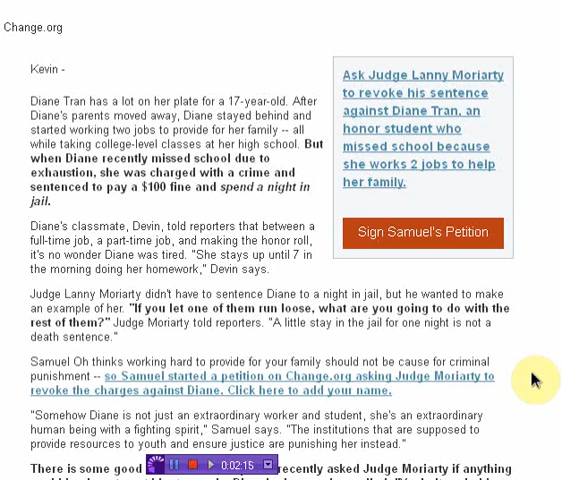 Change.org
Kevin -
Diane Tran has a lot on her plate for a 17-year-old. After
Diane's parents moved away, Diane stayed behind and
started working two jobs to provide for her family -- all
while taking college-level classes at her high school. But
when Diane recently missed school due to
exhaustion, she was charged with a crime and
sentenced to pay a $100 fine and spend a night in
jail.
Ask Judge Lanny Moriarty
to revoke his sentence
against Diane Tran, an
honor student who
missed school because
she works 2 jobs to help
her family.
Sign Samuel's Petition
Diane's classmate, Devin, told reporters that between a
full-time job, a part-time job, and making the honor roll,
it's no wonder Diane was tired. "She stays up until 7 in
the morning doing her homework," Devin says.
Judge Lanny Moriarty didn't have to sentence Diane to a night in jail, but he wanted to make
an example of her. "If you let one of them run loose, what are you going to do with the
rest of them?" Judge Moriarty told reporters. "A little stay in the jail for one night is not a
death sentence."
Samuel Oh thinks working hard to provide for your family should not be cause for criminal
punishment -- so Samuel started a petition on Change.org asking Judge Moriarty to
revoke the charges against Diane. Click here to add your name.
"Somehow Diane is not just an extraordinary worker and student, she's an extraordinary
human being with a fighting spirit," Samuel says. "The institutions that are supposed to
provide resources to youth and ensure justice are punishing her instead."
There is some good recently asked Judge Moriarty if anything
0:02:15